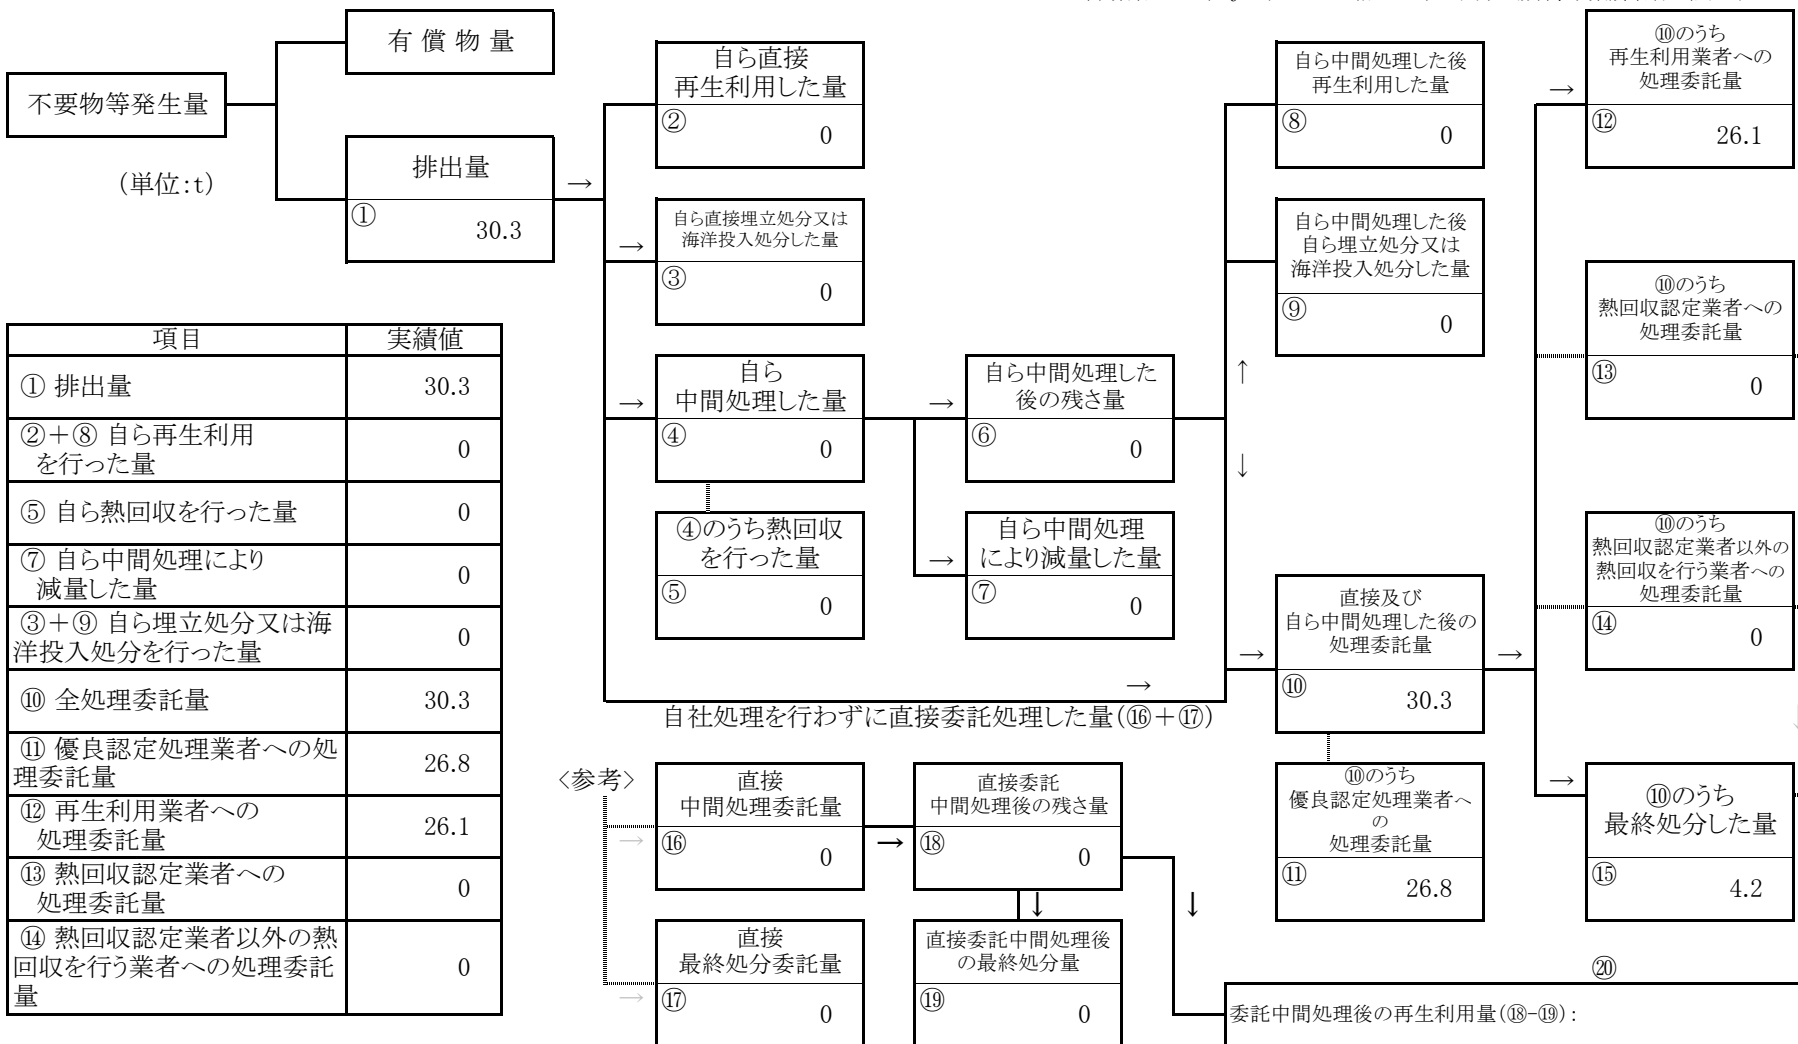 有 償 物 量
不要物等発生量
(単位:t)
排出量
①
30.3
→
自ら直接
再生利用した量
②
0
→
自ら直接埋立処分又は
海洋投入処分した量
③
0
→
自ら
中間処理した量
④
0
④のうち熱回収
を行った量
⑤
0
→
自ら中間処理した
後の残さ量
⑥
0
→
自ら中間処理
により減量した量
⑦
0
自ら中間処理した後
再生利用した量
⑧
0
自ら中間処理した後
自ら埋立処分又は
海洋投入処分した量
⑨
0
↑
↓
→
直接及び
自ら中間処理した後の
処理委託量
⑩
30.3
→
⑩のうち
優良認定処理業者へ
の
処理委託量
⑪
26.8
→
⑩のうち
再生利用業者への
処理委託量
⑫
26.1
⑩のうち
熱回収認定業者への
処理委託量
⑬
0
⑩のうち
熱回収認定業者以外の
熱回収を行う業者への
処理委託量
⑭
0
→
⑩のうち
最終処分した量
⑮
4.2
→
自社処理を行わずに直接委託処理した量(⑯+⑰)
<参考>
→
直接
中間処理委託量
⑯
0
→
直接委託
中間処理後の残さ量
⑱
0
↓
↓
→
直接
最終処分委託量
⑰
0
直接委託中間処理後
の最終処分量
⑲
0
⑳
委託中間処理後の再生利用量(⑱-⑲):
項目 実績値
① 排出量 30.3
②+⑧ 自ら再生利用
を行った量 0
⑤ 自ら熱回収を行った量 0
⑦ 自ら中間処理により
減量した量 0
③+⑨ 自ら埋立処分又は海
洋投入処分を行った量 0
⑩ 全処理委託量 30.3
⑪ 優良認定処理業者への処
理委託量 26.8
⑫ 再生利用業者への
処理委託量 26.1
⑬ 熱回収認定業者への
処理委託量 0
⑭ 熱回収認定業者以外の熱
回収を行う業者への処理委託
量 0